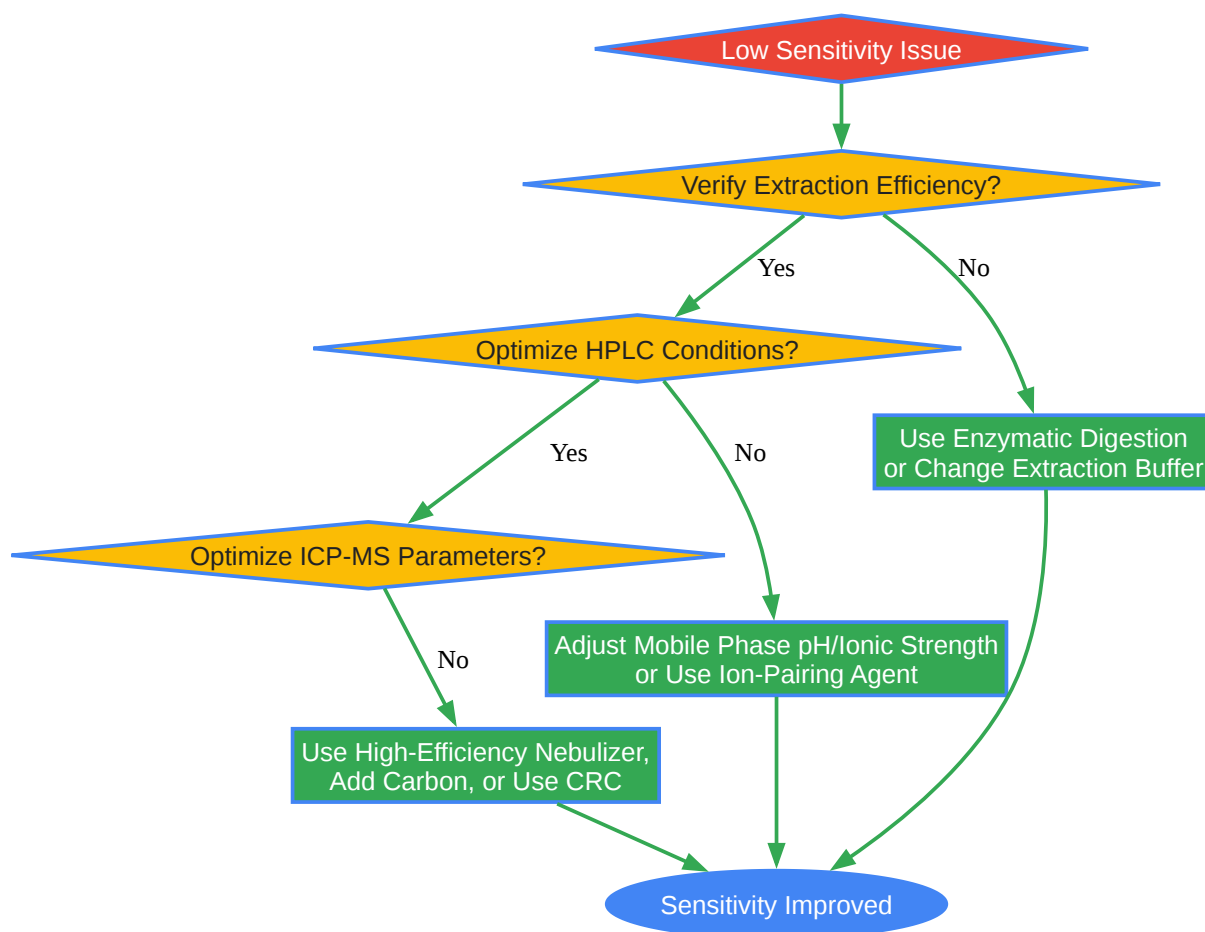 Low Sensitivity Issue
Verify Extraction Efficiency?
Yes
No
Optimize HPLC Conditions?
Use Enzymatic Digestion
or Change Extraction Buffer
Yes
No
Optimize ICP-MS Parameters?
Adjust Mobile Phase pH/Ionic Strength
or Use Ion-Pairing Agent
No
Use High-Efficiency Nebulizer,
Add Carbon, or Use CRC
Sensitivity Improved